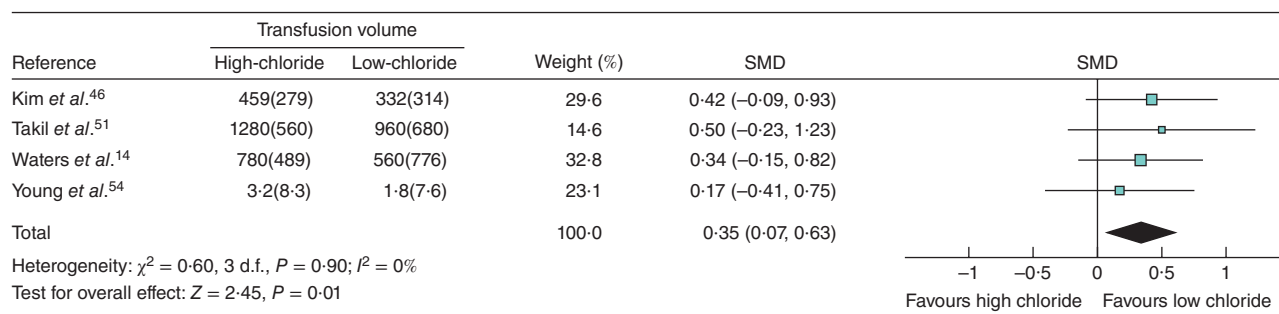 Transfusion volume
Reference High-chloride Low-chloride Weight (%) SMD SMD
Kim et al.46 459(279) 332(314) 29·6 0·42 (–0·09, 0·93)
Takil et al.51 1280(560) 960(680) 14·6 0·50 (–0·23, 1·23)
Waters et al.14 780(489) 560(776) 32·8 0·34 (–0·15, 0·82)
Young et al.54 3·2(8·3) 1·8(7·6) 23·1 0·17 (–0·41, 0·75)
Total 100·0 0·35 (0·07, 0·63)
Heterogeneity: χ2 = 0·60, 3 d.f., P = 0·90; I2 = 0%
–1 –0·5 0 0·5 1
Test for overall effect: Z = 2·45, P = 0·01
Favours high chloride Favours low chloride